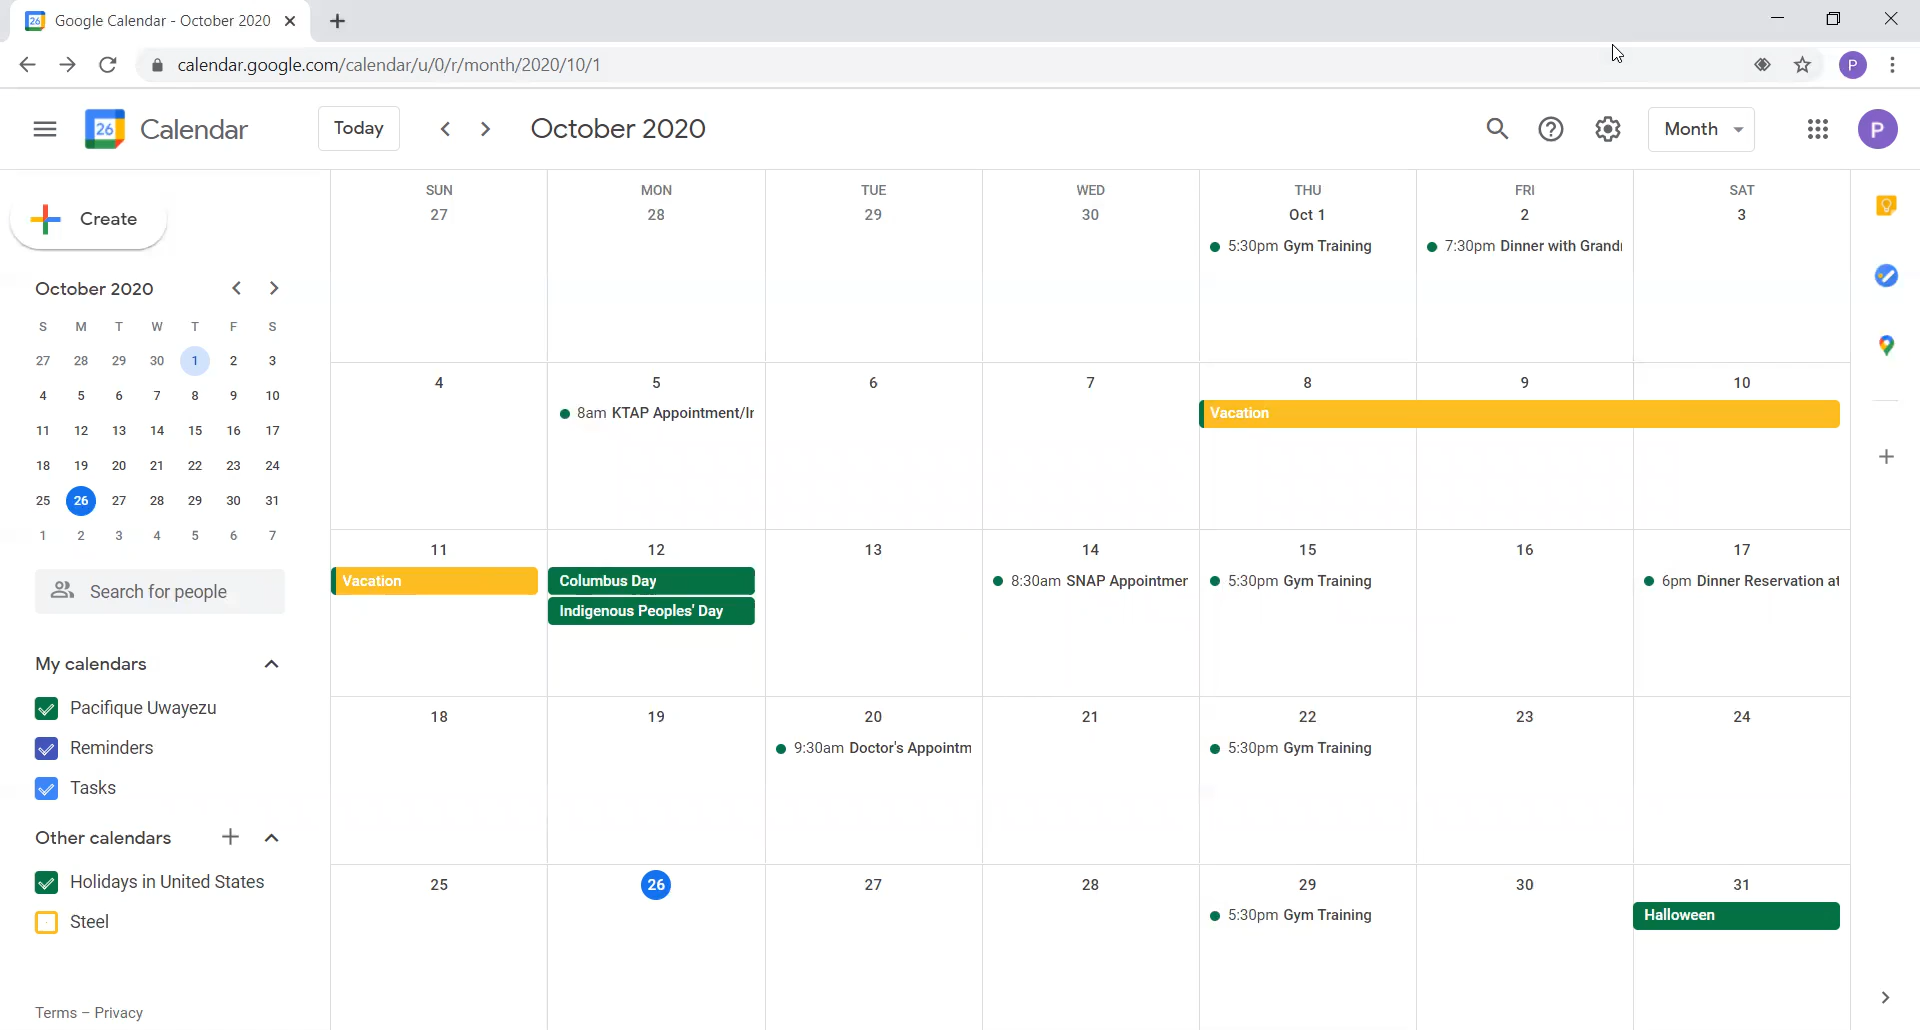 Google Calendar - October 2020
calendar.google.com/calendar/u/0/r/month/2020/10/1
P
26 Calendar
Today
October 2020
Month
P
Create
October 2020
S M T W T F S
27 28 29 30 1 2 3
4 5 6 7 8 9 10
11 12 13 14 15 16 17
18 19 20 21 22 23 24
25 26 27 28 29 30 31
1 2 3 4 5 6 7
Search for people
My calendars
Pacifique Uwayezu
Reminders
Tasks
Other calendars
Holidays in United States
Steel
Terms – Privacy
SUN MON TUE WED THU FRI SAT
27 28 29 30 Oct 1 2 3
5:30pm Gym Training 7:30pm Dinner with Grand
4 5 6 7 8 9 10
8am KTAP Appointment/Ir Vacation
11 12 13 14 15 16 17
Vacation Columbus Day 8:30am SNAP Appointmer 5:30pm Gym Training 6pm Dinner Reservation at
Indigenous Peoples' Day
18 19 20 21 22 23 24
9:30am Doctor's Appointm 5:30pm Gym Training
25 26 27 28 29 30 31
5:30pm Gym Training Halloween